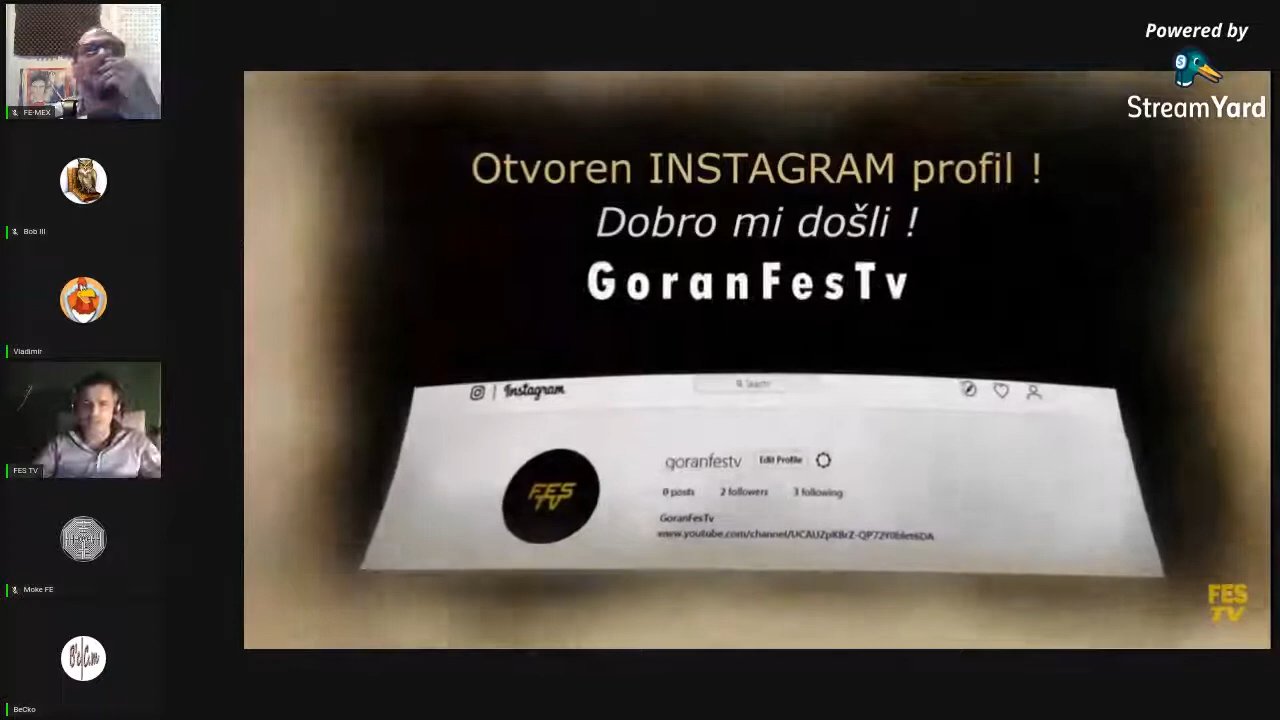 Powered by
StreamYard
FE-MEX
Bob III
Vladimir
FES TV
Moke FE
BeCko
Otvoren INSTAGRAM profil !
Dobro mi došli !
GoranFesTv
Instagram
Search
goranfestv Edit Profile
0 posts 2 followers 3 following
GoranFesTv
FES
TV
FES
TV